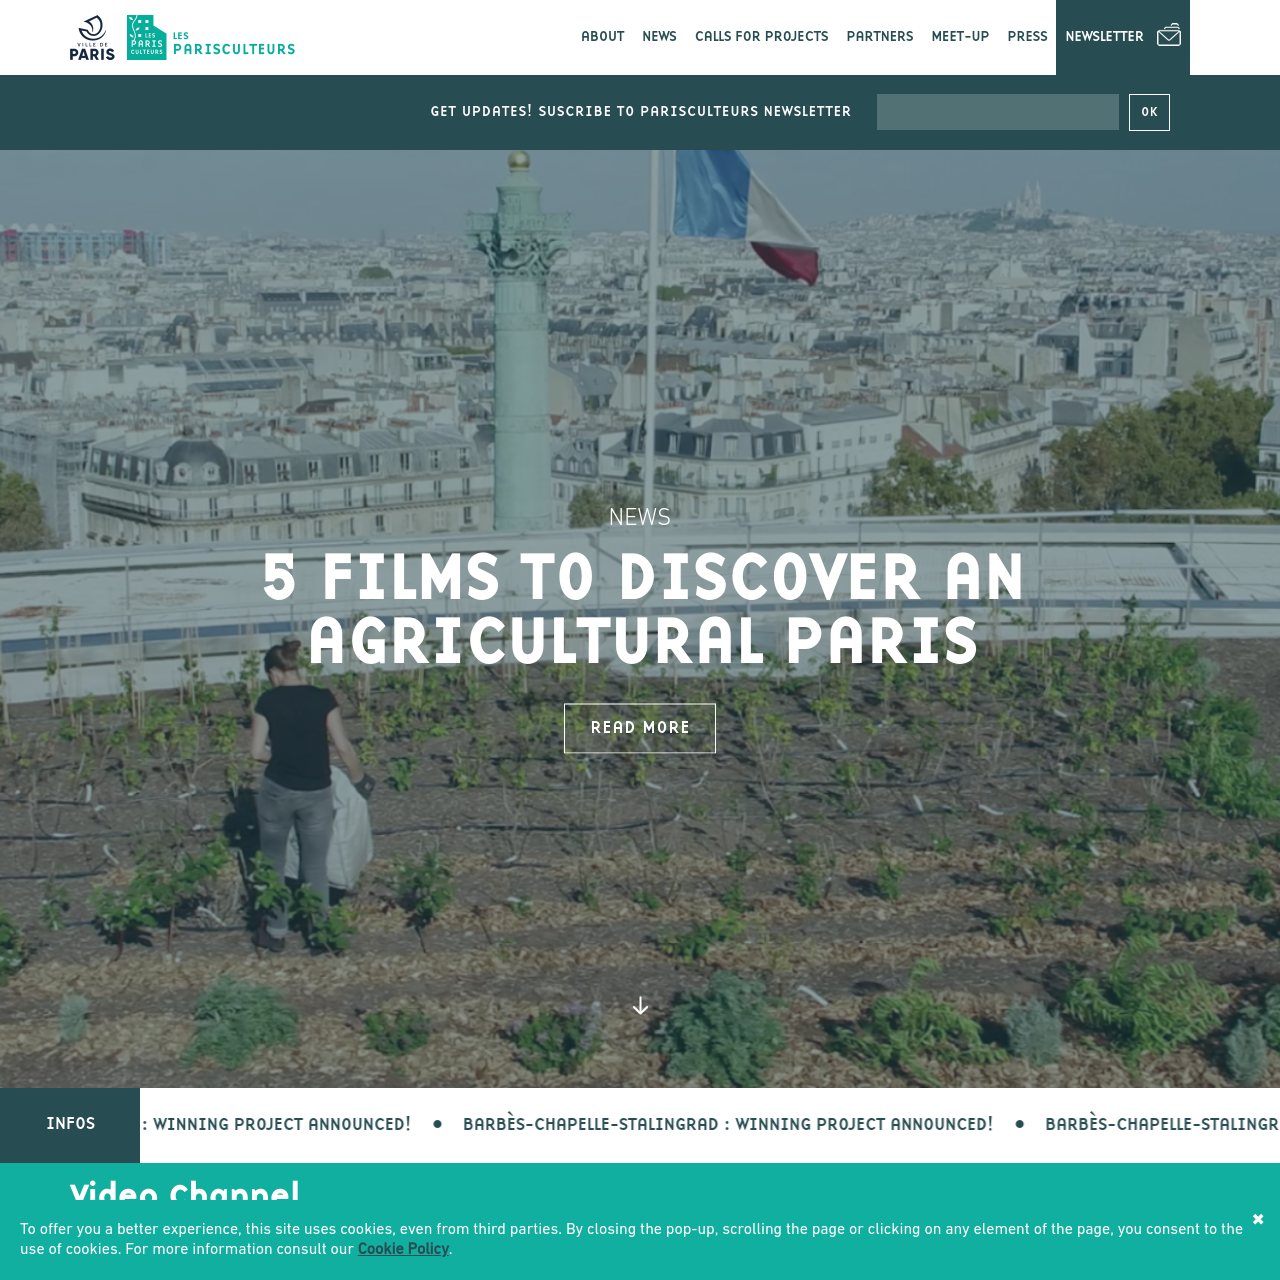 VILLE DE
PARIS
LES
PARIS
CULTEURS
LES
PARISCULTEURS
ABOUT NEWS CALLS FOR PROJECTS PARTNERS MEET-UP PRESS NEWSLETTER
GET UPDATES! SUSCRIBE TO PARISCULTEURS NEWSLETTER OK
NEWS
5 FILMS TO DISCOVER AN
AGRICULTURAL PARIS
READ MORE
INFOS : WINNING PROJECT ANNOUNCED! • BARBÈS-CHAPELLE-STALINGRAD : WINNING PROJECT ANNOUNCED! • BARBÈS-CHAPELLE-STALINGR
Video Channel
To offer you a better experience, this site uses cookies, even from third parties. By closing the pop-up, scrolling the page or clicking on any element of the page, you consent to the
use of cookies. For more information consult our Cookie Policy.